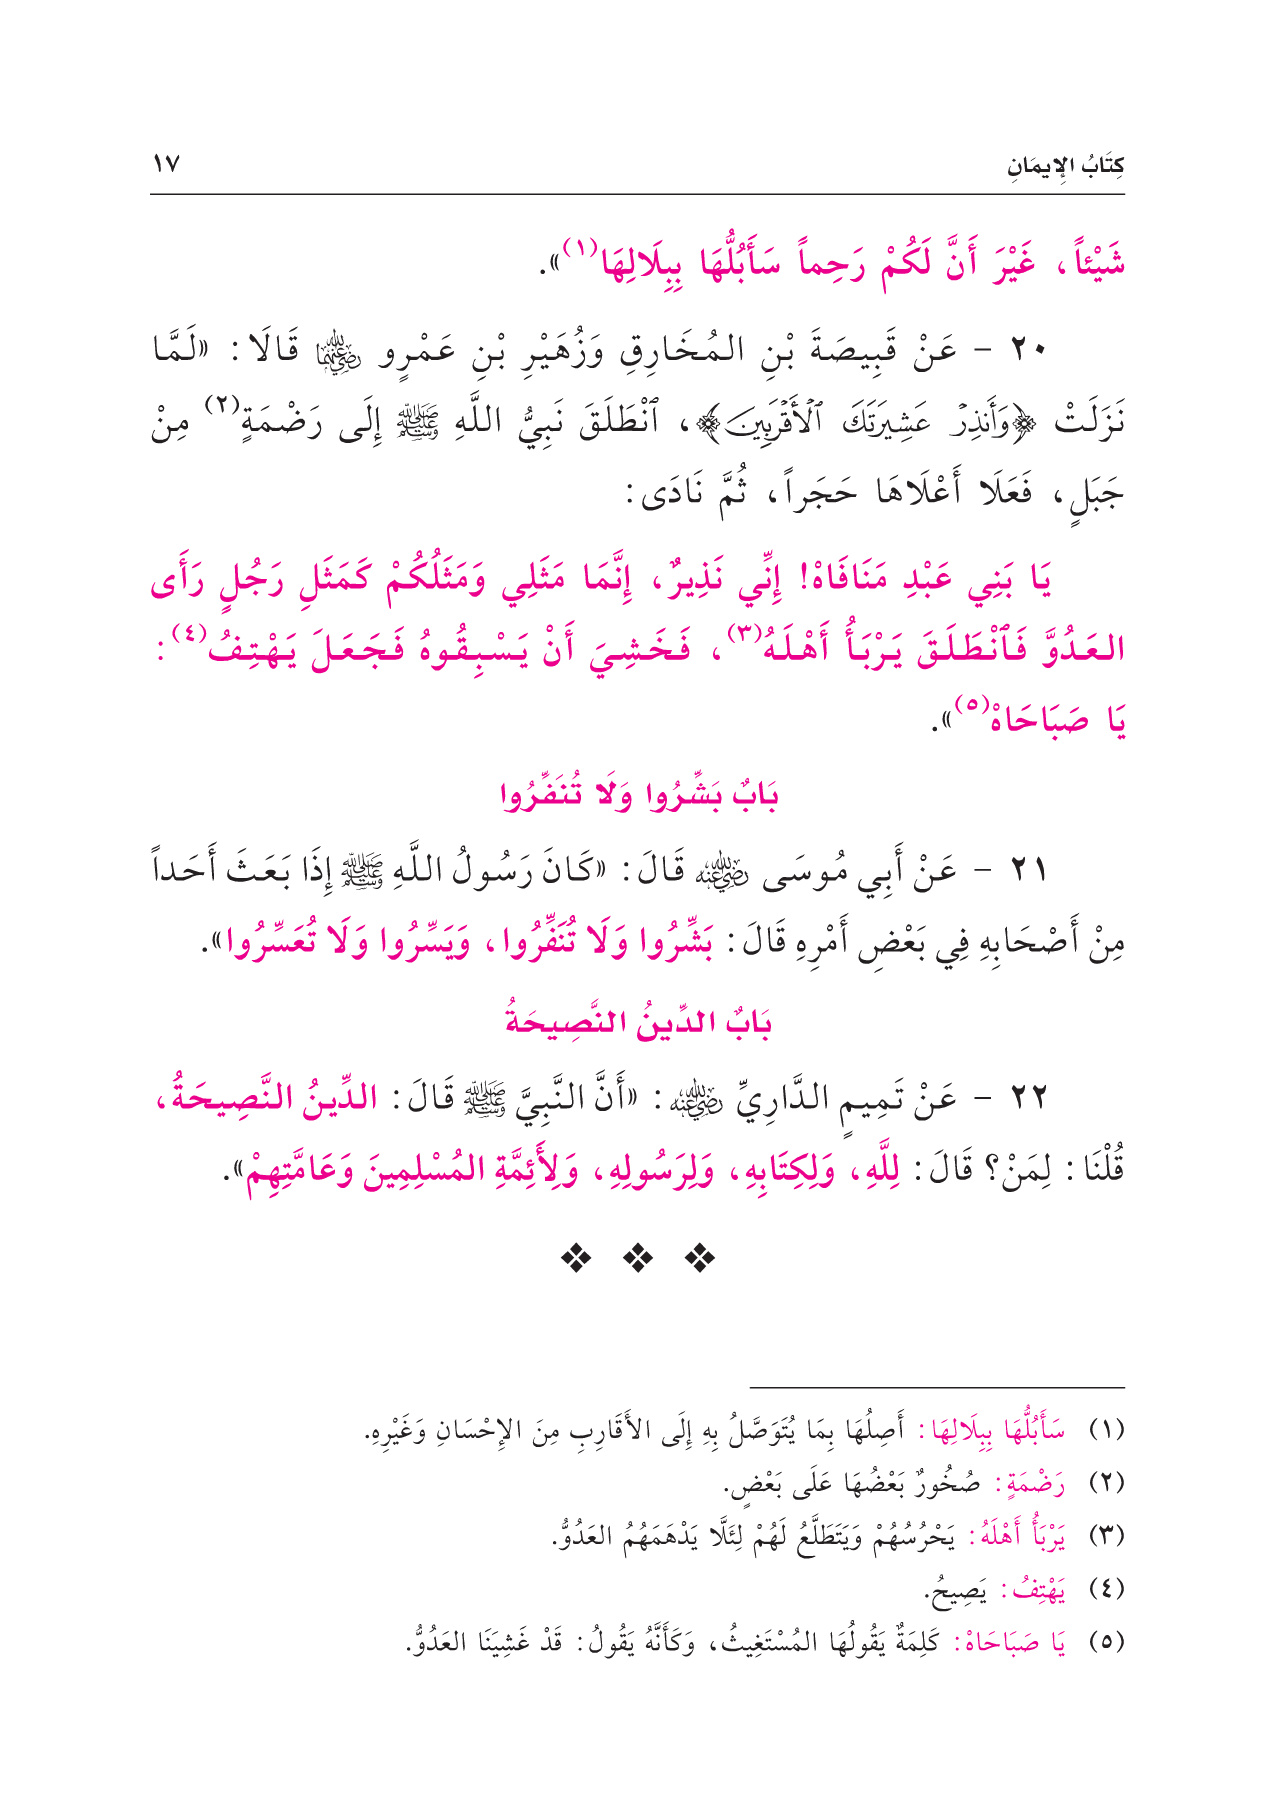 كِتَابُ الإِيمَانِ ١٧
شَيْئاً، غَيْرَ أَنَّ لَكُمْ رَحِماً سَأَبُلُّهَا بِبِلَالِهَا(١)».
٢٠ - عَنْ قَبِيصَةَ بْنِ المُخَارِقِ وَزُهَيْرِ بْنِ عَمْرٍو رضي الله عنهما قَالَا: «لَمَّا
نَزَلَتْ ﴿وَأَنذِرْ عَشِيرَتَكَ ٱلْأَقْرَبِينَ﴾، ٱنْطَلَقَ نَبِيُّ اللَّهِ ﷺ إِلَى رَضْمَةٍ(٢) مِنْ
جَبَلٍ، فَعَلَا أَعْلَاهَا حَجَراً، ثُمَّ نَادَى:
يَا بَنِي عَبْدِ مَنَافَاهْ! إِنِّي نَذِيرٌ، إِنَّمَا مَثَلِي وَمَثَلُكُمْ كَمَثَلِ رَجُلٍ رَأَى
العَدُوَّ فَٱنْطَلَقَ يَرْبَأُ أَهْلَهُ(٣)، فَخَشِيَ أَنْ يَسْبِقُوهُ فَجَعَلَ يَهْتِفُ(٤):
يَا صَبَاحَاهْ(٥)».
بَابٌ بَشِّرُوا وَلَا تُنَفِّرُوا
٢١ - عَنْ أَبِي مُوسَى رضي الله عنه قَالَ: «كَانَ رَسُولُ اللَّهِ ﷺ إِذَا بَعَثَ أَحَداً
مِنْ أَصْحَابِهِ فِي بَعْضِ أَمْرِهِ قَالَ: بَشِّرُوا وَلَا تُنَفِّرُوا، وَيَسِّرُوا وَلَا تُعَسِّرُوا».
بَابٌ الدِّينُ النَّصِيحَةُ
٢٢ - عَنْ تَمِيمٍ الدَّارِيِّ رضي الله عنه: «أَنَّ النَّبِيَّ ﷺ قَالَ: الدِّينُ النَّصِيحَةُ،
قُلْنَا: لِمَنْ؟ قَالَ: لِلَّهِ، وَلِكِتَابِهِ، وَلِرَسُولِهِ، وَلِأَئِمَّةِ المُسْلِمِينَ وَعَامَّتِهِمْ».
(١) سَأَبُلُّهَا بِبِلَالِهَا: أَصِلُهَا بِمَا يُتَوَصَّلُ بِهِ إِلَى الأَقَارِبِ مِنَ الإِحْسَانِ وَغَيْرِهِ.
(٢) رَضْمَةٍ: صُخُورٌ بَعْضُهَا عَلَى بَعْضٍ.
(٣) يَرْبَأُ أَهْلَهُ: يَحْرُسُهُمْ وَيَتَطَلَّعُ لَهُمْ لِئَلَّا يَدْهَمَهُمُ العَدُوُّ.
(٤) يَهْتِفُ: يَصِيحُ.
(٥) يَا صَبَاحَاهْ: كَلِمَةٌ يَقُولُهَا المُسْتَغِيثُ، وَكَأَنَّهُ يَقُولُ: قَدْ غَشِيَنَا العَدُوُّ.